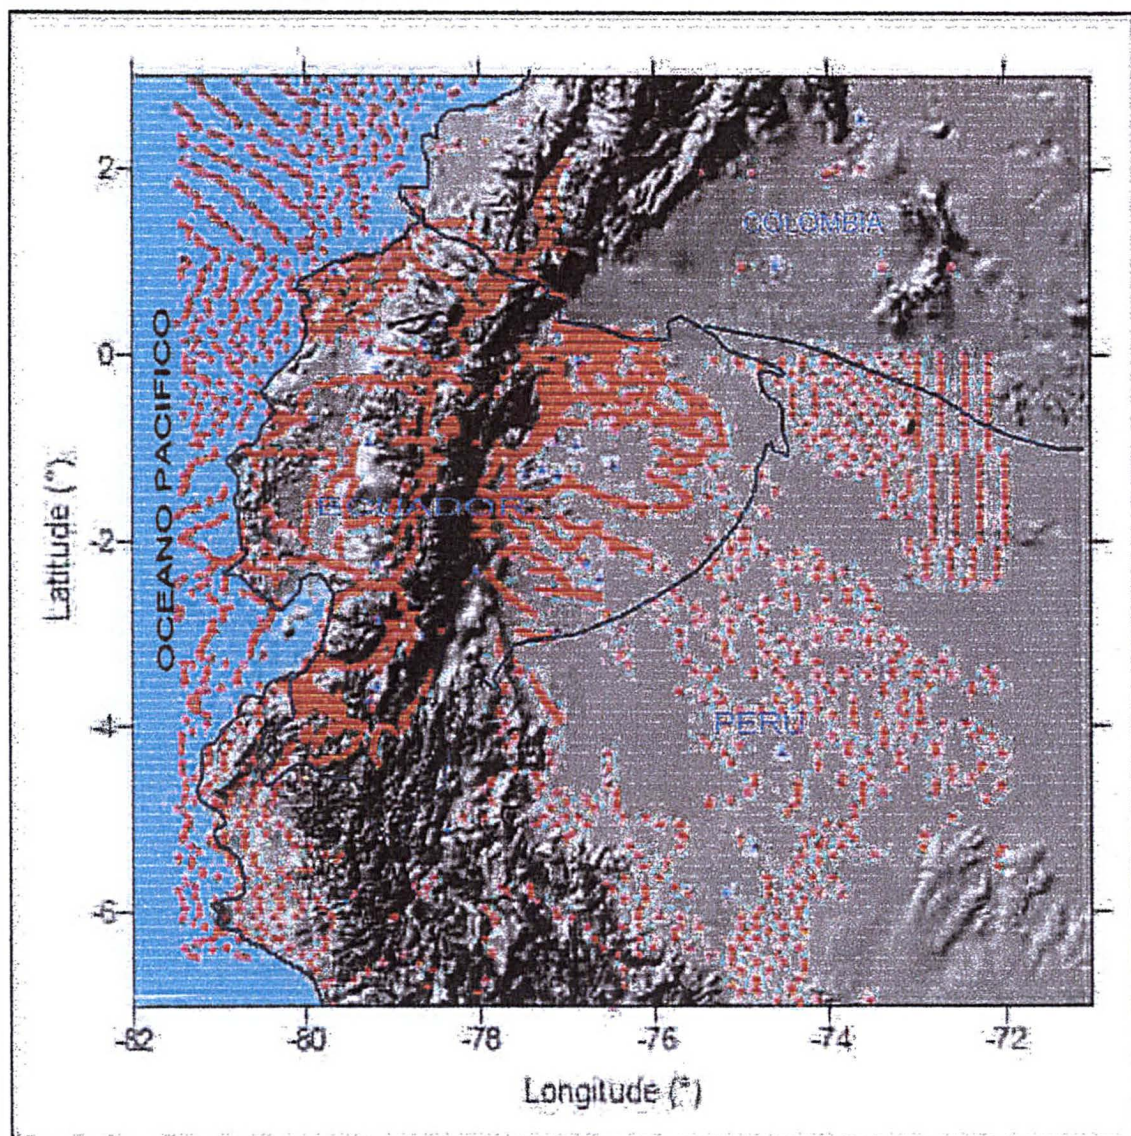 COLOMBIA
OCEANO PACIFICO
ECUADOR
PERU
2
0
-2
-4
-6
Latitude (°)
-82
-80
-78
-76
-74
-72
Longitude (°)